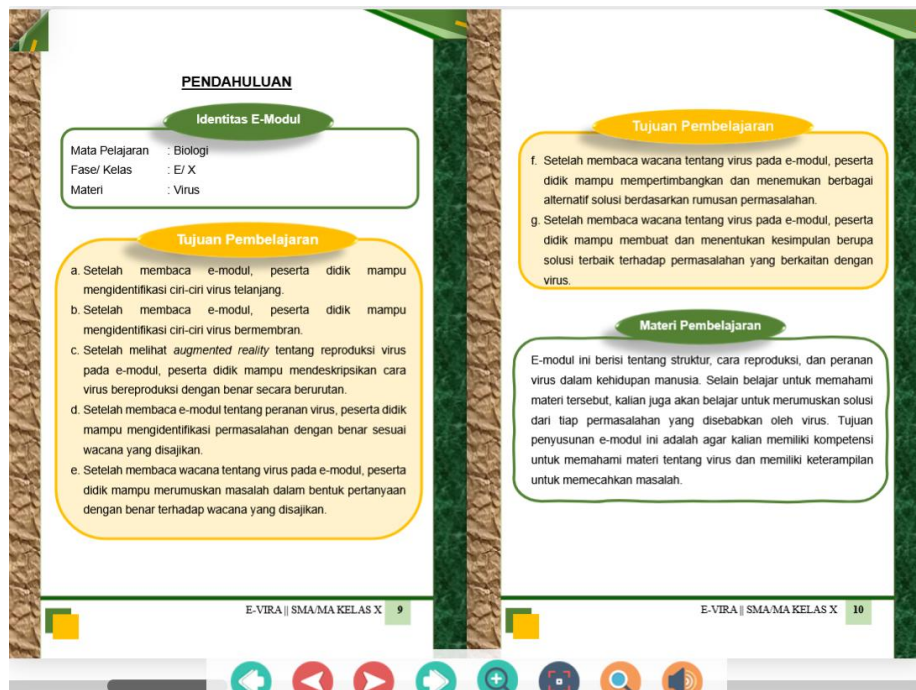 PENDAHULUAN
Identitas E-Modul
Mata Pelajaran : Biologi
Fase/ Kelas : E/ X
Materi : Virus
Tujuan Pembelajaran
a. Setelah membaca e-modul, peserta didik mampu
mengidentifikasi ciri-ciri virus telanjang.
b. Setelah membaca e-modul, peserta didik mampu
mengidentifikasi ciri-ciri virus bermembran.
c. Setelah melihat augmented reality tentang reproduksi virus
pada e-modul, peserta didik mampu mendeskripsikan cara
virus bereproduksi dengan benar secara berurutan.
d. Setelah membaca e-modul tentang peranan virus, peserta didik
mampu mengidentifikasi permasalahan dengan benar sesuai
wacana yang disajikan.
e. Setelah membaca wacana tentang virus pada e-modul, peserta
didik mampu merumuskan masalah dalam bentuk pertanyaan
dengan benar terhadap wacana yang disajikan.
E-VIRA || SMA/MA KELAS X 9
Tujuan Pembelajaran
f. Setelah membaca wacana tentang virus pada e-modul, peserta
didik mampu mempertimbangkan dan menemukan berbagai
alternatif solusi berdasarkan rumusan permasalahan.
g. Setelah membaca wacana tentang virus pada e-modul, peserta
didik mampu membuat dan menentukan kesimpulan berupa
solusi terbaik terhadap permasalahan yang berkaitan dengan
virus.
Materi Pembelajaran
E-modul ini berisi tentang struktur, cara reproduksi, dan peranan
virus dalam kehidupan manusia. Selain belajar untuk memahami
materi tersebut, kalian juga akan belajar untuk merumuskan solusi
dari tiap permasalahan yang disebabkan oleh virus. Tujuan
penyusunan e-modul ini adalah agar kalian memiliki kompetensi
untuk memahami materi tentang virus dan memiliki keterampilan
untuk memecahkan masalah.
E-VIRA || SMA/MA KELAS X 10